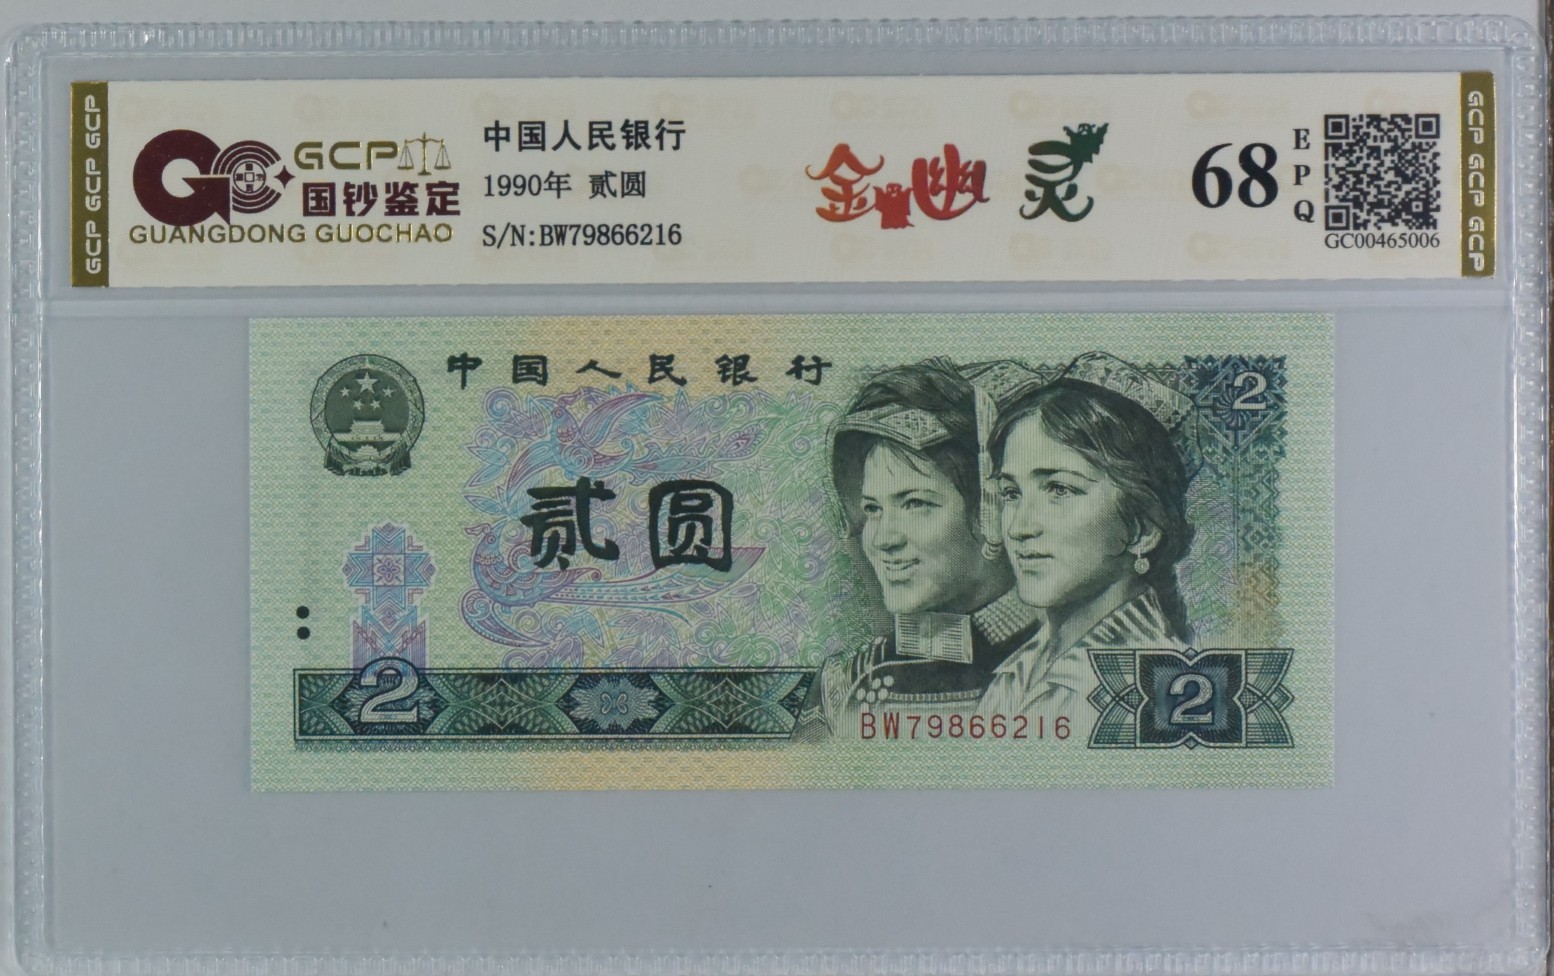 GCP GCP GCP
GCP
国钞鉴定
GUANGDONG GUOCHAO
中国人民银行
1990年 贰圆
S/N:BW79866216
金幽灵
68
EPQ
GC00465006
GCP GCP GCP
中国人民银行
2
贰圆
2
BW79866216
2